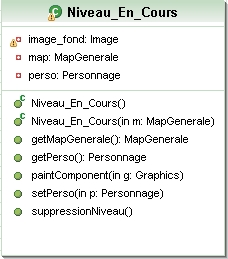 Niveau_En_Cours
image_fond: Image
map: MapGenerale
perso: Personnage
Niveau_En_Cours()
Niveau_En_Cours(in m: MapGenerale)
getMapGenerale(): MapGenerale
getPerso(): Personnage
paintComponent(in g: Graphics)
setPerso(in p: Personnage)
suppressionNiveau()